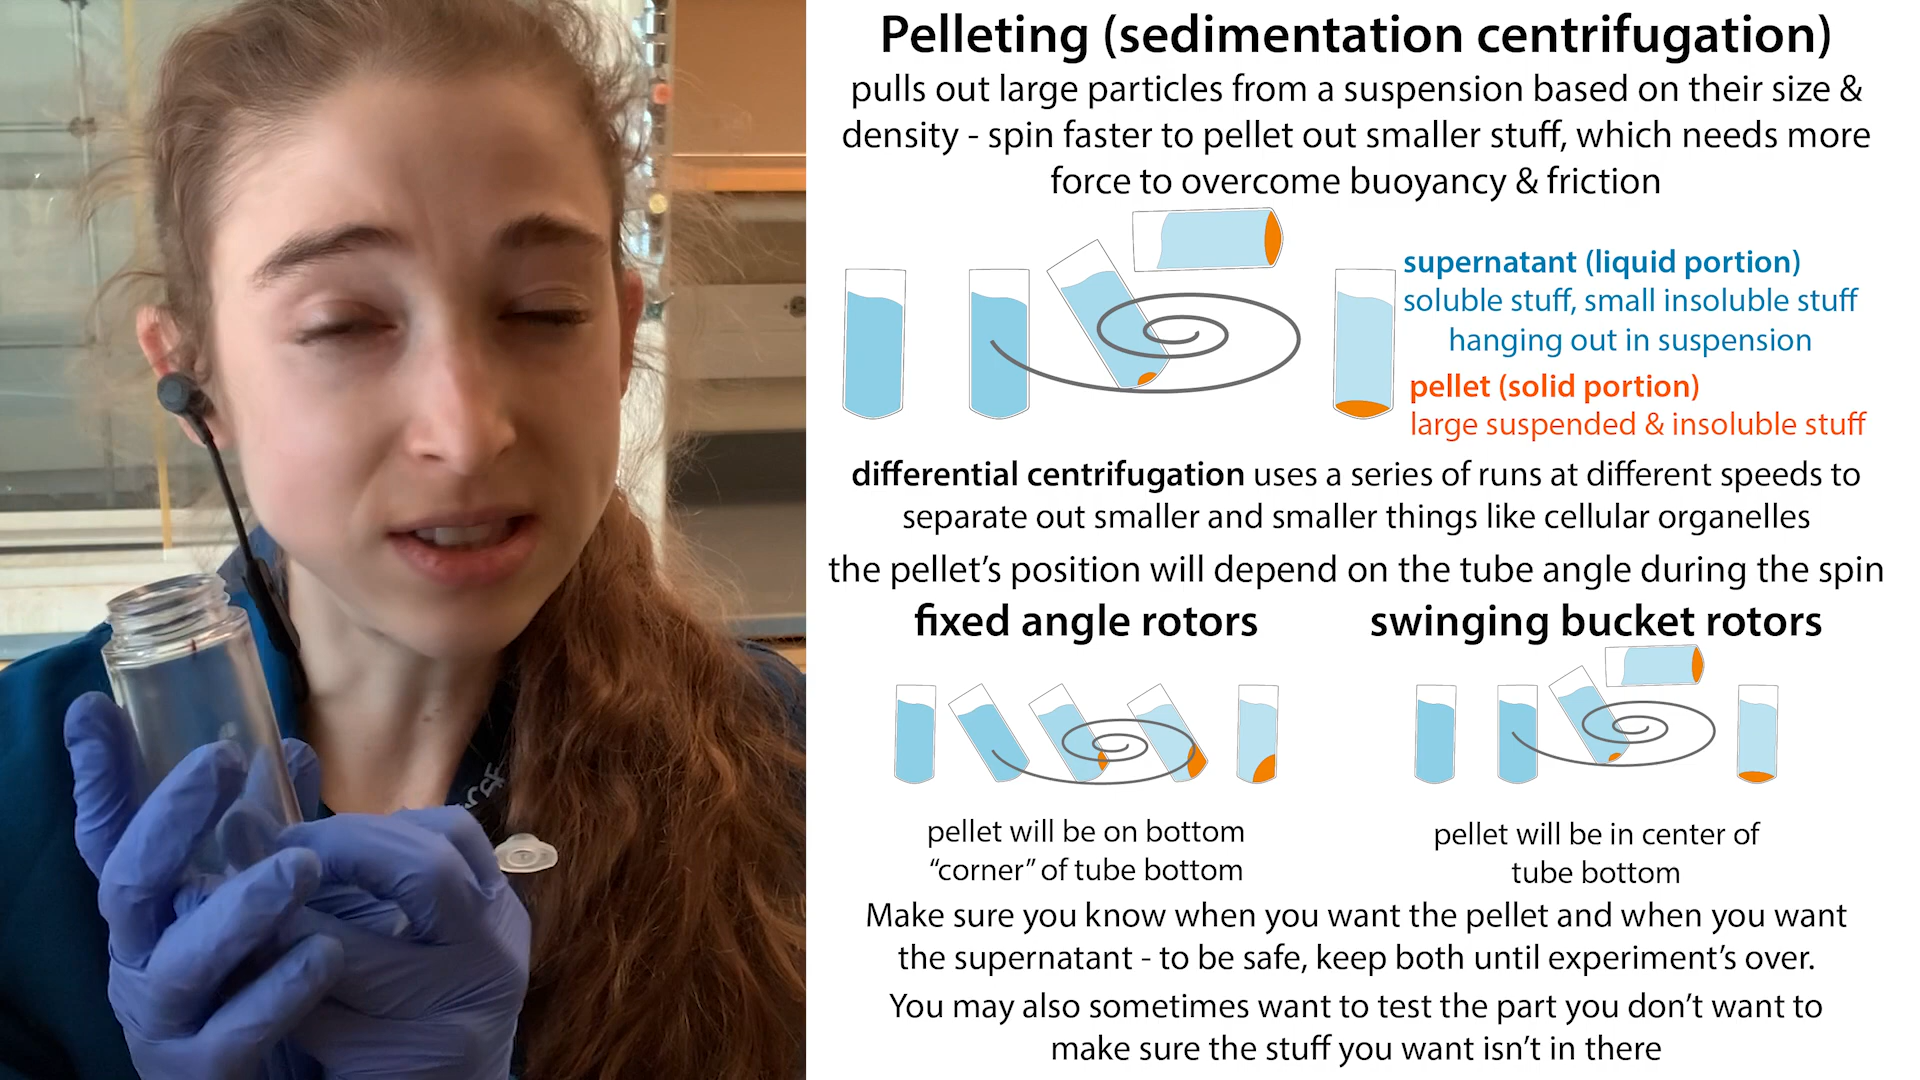 Pelleting (sedimentation centrifugation)
pulls out large particles from a suspension based on their size &
density - spin faster to pellet out smaller stuff, which needs more
force to overcome buoyancy & friction
supernatant (liquid portion)
soluble stuff, small insoluble stuff
hanging out in suspension
pellet (solid portion)
large suspended & insoluble stuff
differential centrifugation uses a series of runs at different speeds to
separate out smaller and smaller things like cellular organelles
the pellet's position will depend on the tube angle during the spin
fixed angle rotors
swinging bucket rotors
pellet will be on bottom
"corner" of tube bottom
pellet will be in center of
tube bottom
Make sure you know when you want the pellet and when you want
the supernatant - to be safe, keep both until experiment's over.
You may also sometimes want to test the part you don't want to
make sure the stuff you want isn't in there